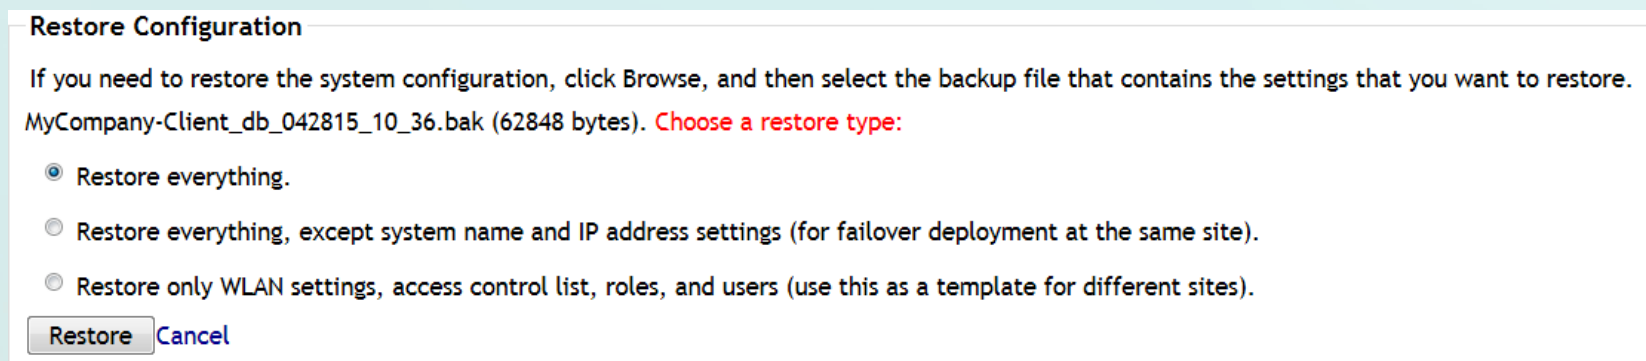 Restore Configuration
If you need to restore the system configuration, click Browse, and then select the backup file that contains the settings that you want to restore.
MyCompany-Client_db_042815_10_36.bak (62848 bytes). Choose a restore type:
Restore everything.
Restore everything, except system name and IP address settings (for failover deployment at the same site).
Restore only WLAN settings, access control list, roles, and users (use this as a template for different sites).
Restore Cancel